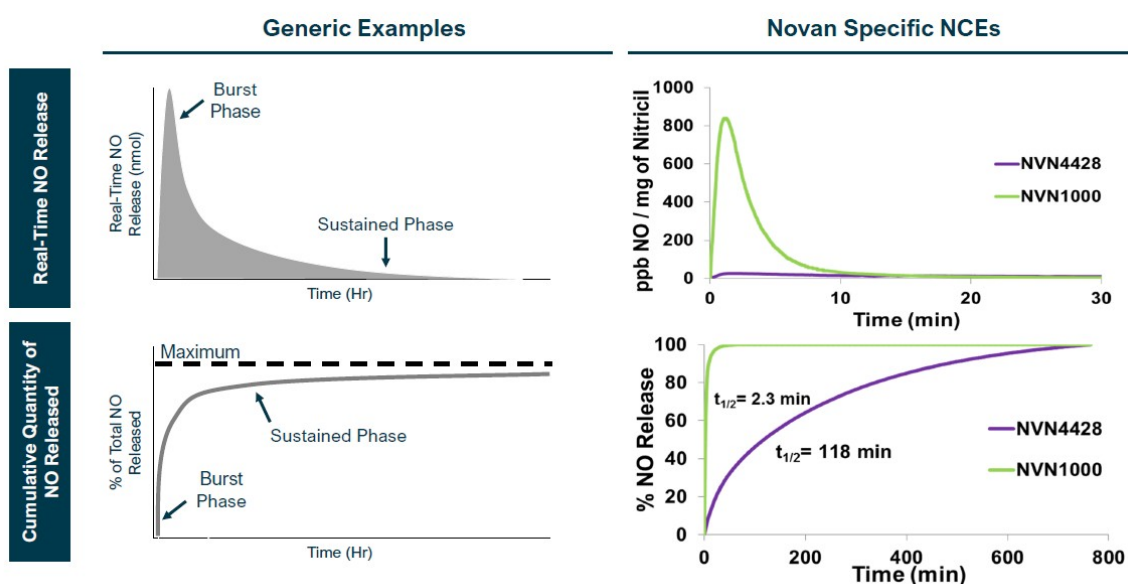 Generic Examples
Novan Specific NCEs
Real-Time NO Release
Real-Time NO
Release (nmol)
Burst
Phase
Sustained Phase
Time (Hr)
ppb NO / mg of Nitricil
1000
800
600
400
200
0
NVN4428
NVN1000
0 10 20 30
Time (min)
Cumulative Quantity of
NO Released
% of Total NO
Released
Maximum
Sustained Phase
Burst
Phase
Time (Hr)
% NO Release
100
80
60
40
20
0
t1/2= 2.3 min
t1/2= 118 min
NVN4428
NVN1000
0 200 400 600 800
Time (min)